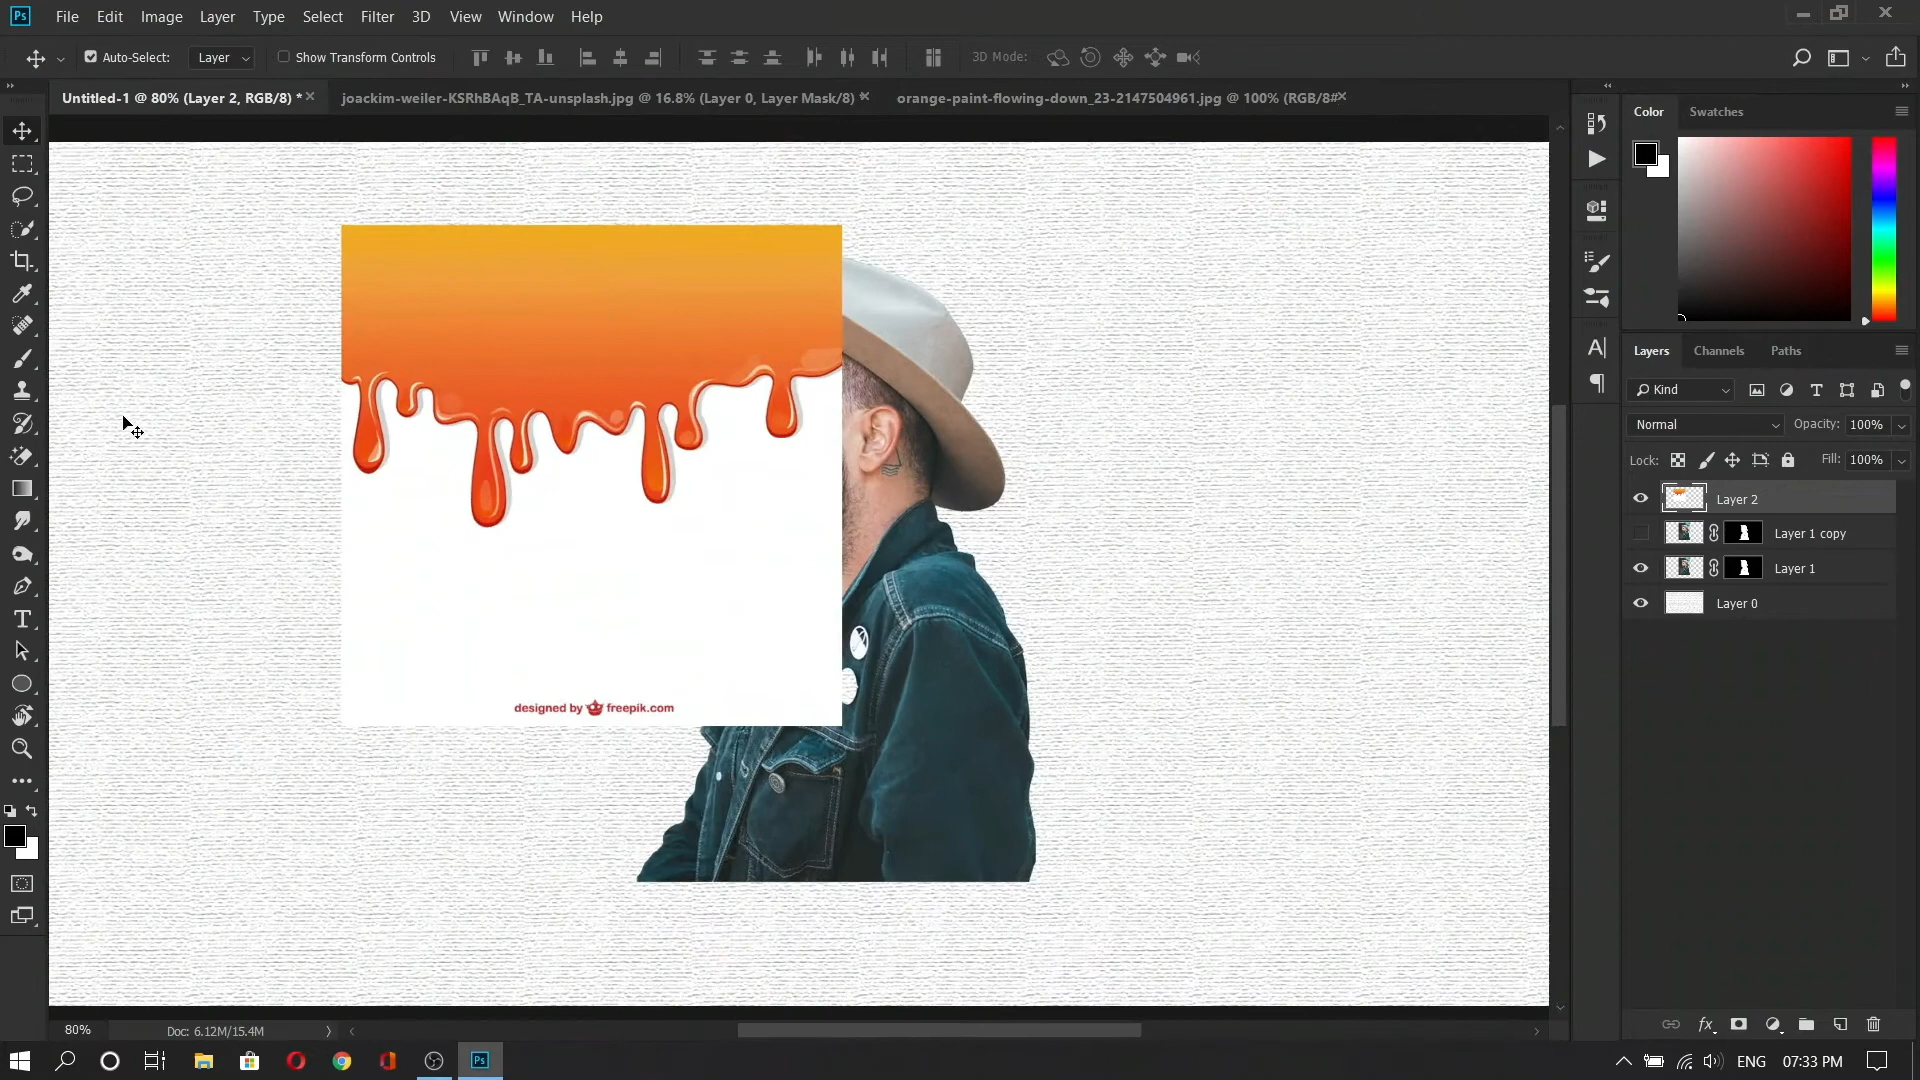 Ps File Edit Image Layer Type Select Filter 3D View Window Help
Auto-Select: Layer Show Transform Controls 3D Mode:
Untitled-1 @ 80% (Layer 2, RGB/8) * joackim-weiler-KSRhBAqB_TA-unsplash.jpg @ 16.8% (Layer 0, Layer Mask/8) * orange-paint-flowing-down_23-2147504961.jpg @ 100% (RGB/8#
Color Swatches
Layers Channels Paths
Kind
Normal Opacity: 100%
Lock: Fill: 100%
Layer 2
Layer 1 copy
Layer 1
Layer 0
designed by freepik.com
80% Doc: 6.12M/15.4M
Ps ENG 07:33 PM